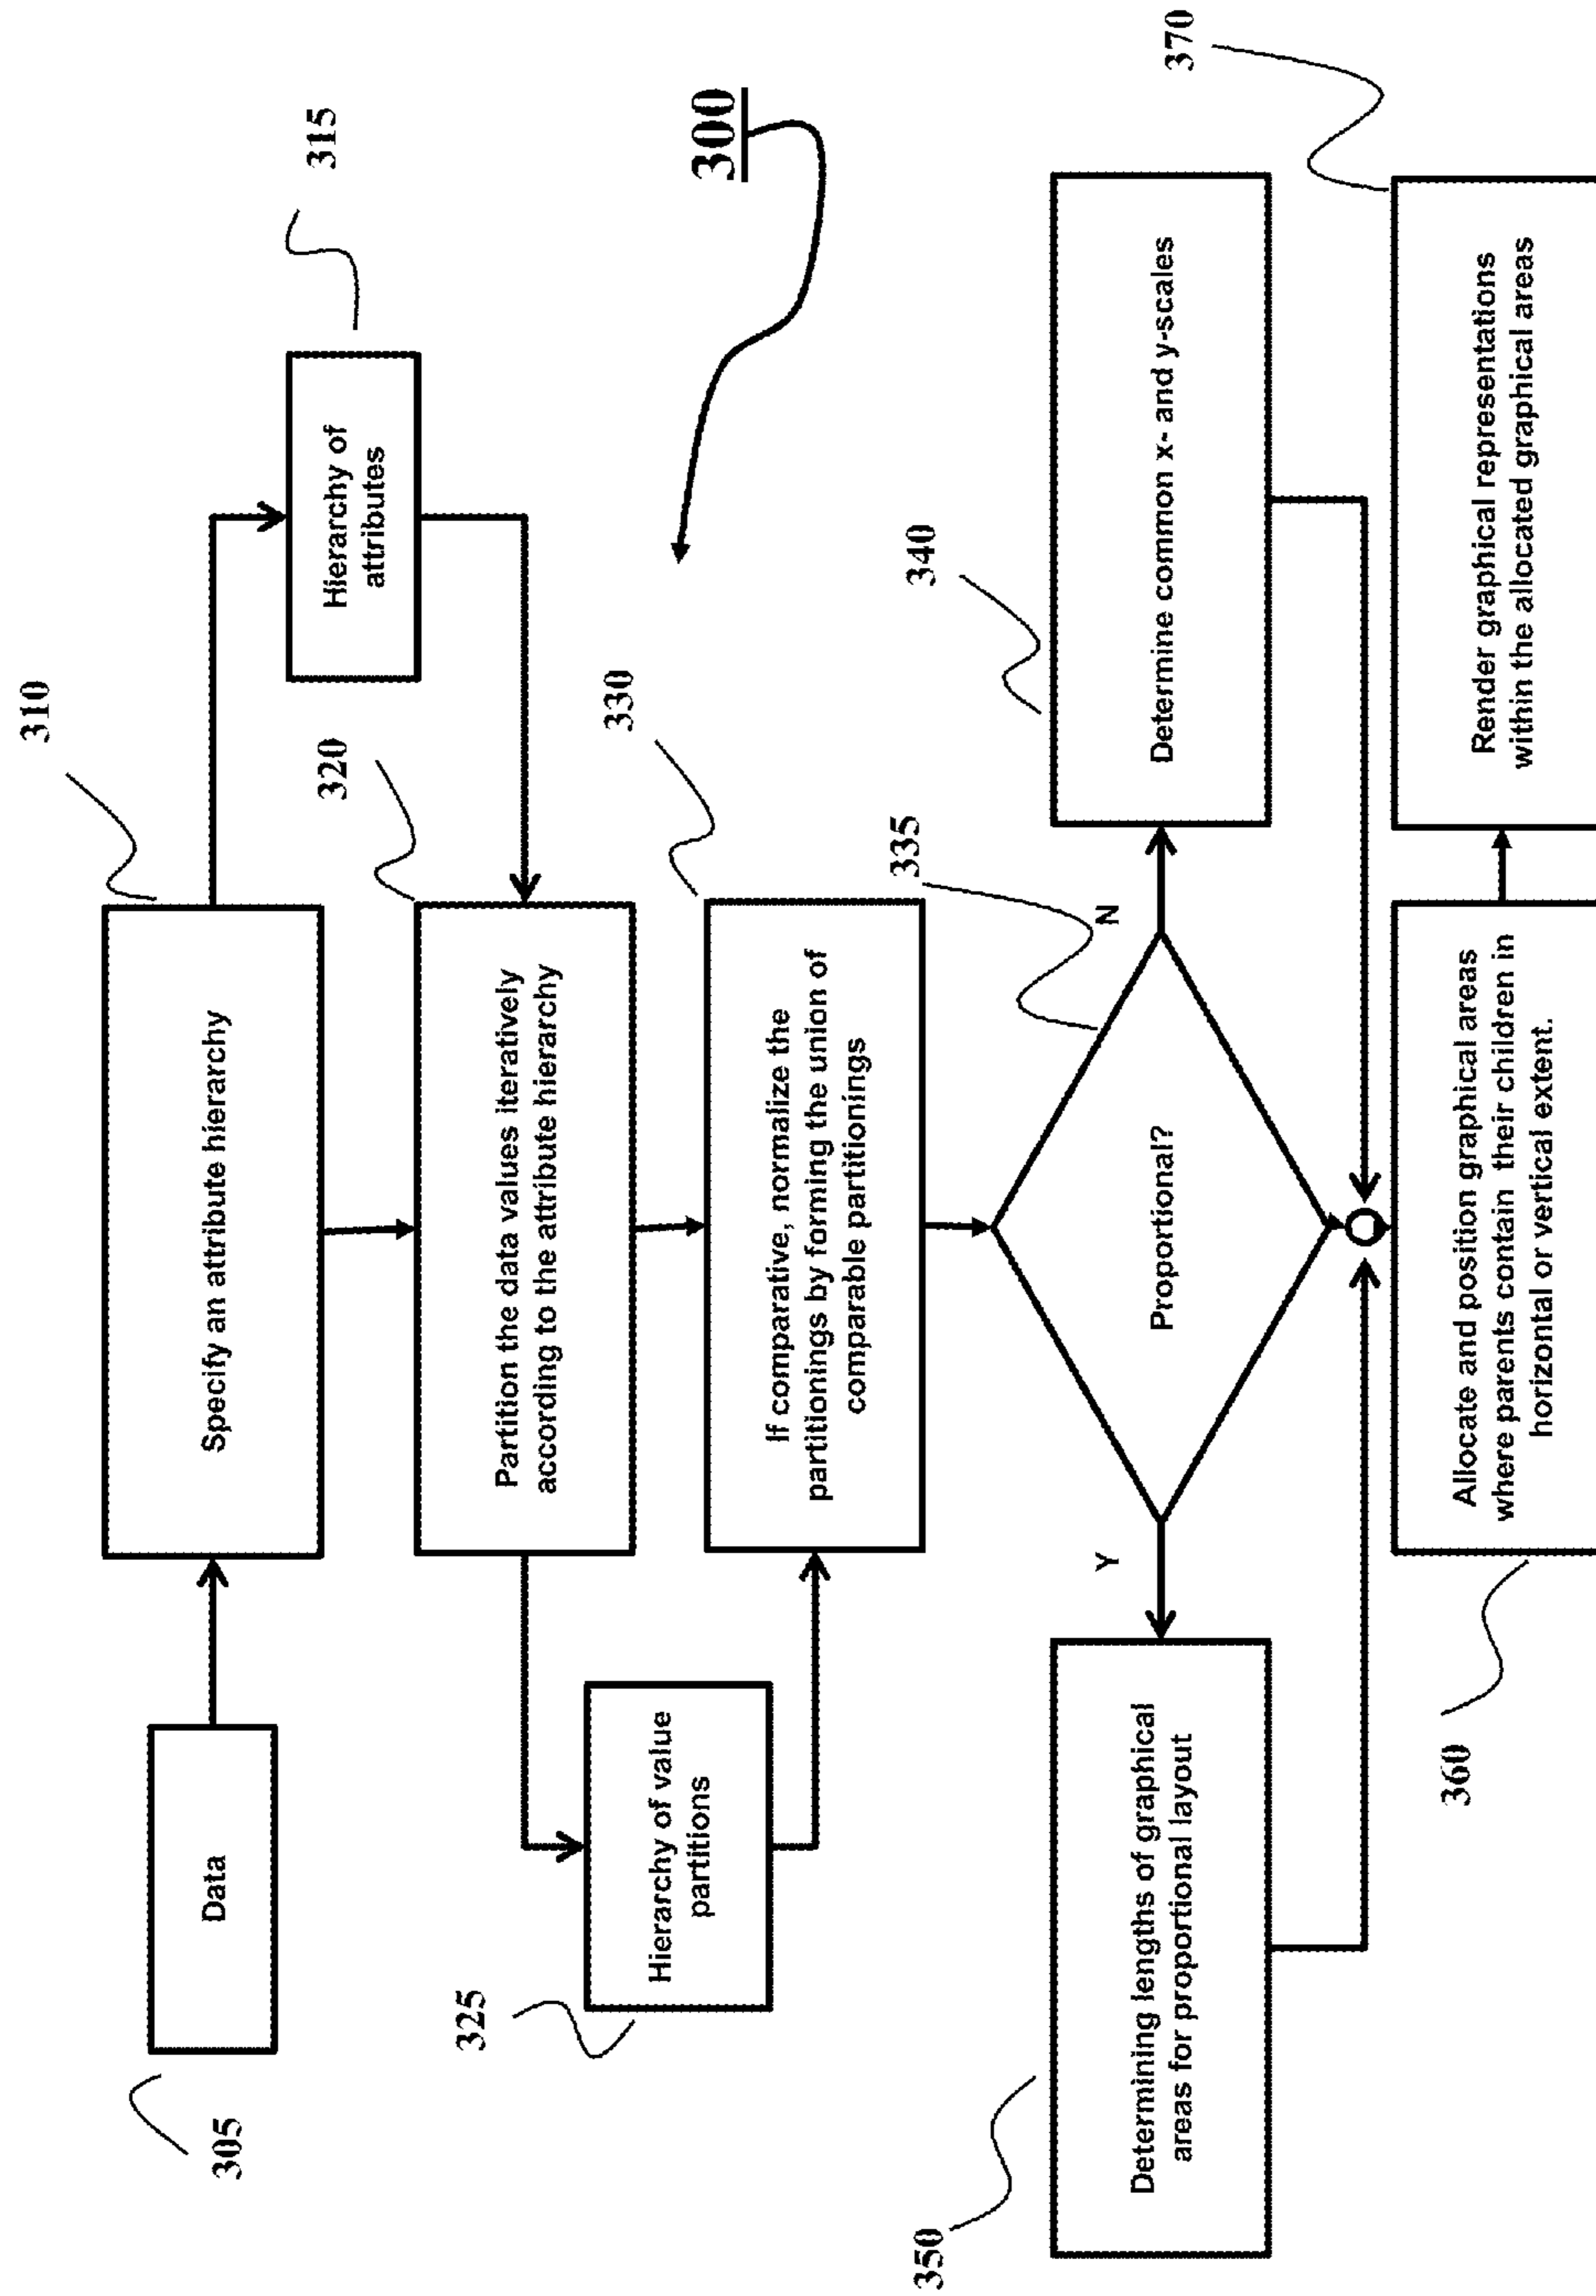 310
Specify an attribute hierarchy
Data
305
Hierarchy of
attributes
315
320
Partition the data values iteratively
according to the attribute hierarchy
300
Hierarchy of value
partitions
325
330
If comparative, normalize the
partitionings by forming the union of
comparable partitionings
335
Proportional?
Y
N
340
Determine common x- and y-scales
350
Determining lengths of graphical
areas for proportional layout
360
Allocate and position graphical areas
where parents contain their children in
horizontal or vertical extent.
370
Render graphical representations
within the allocated graphical areas